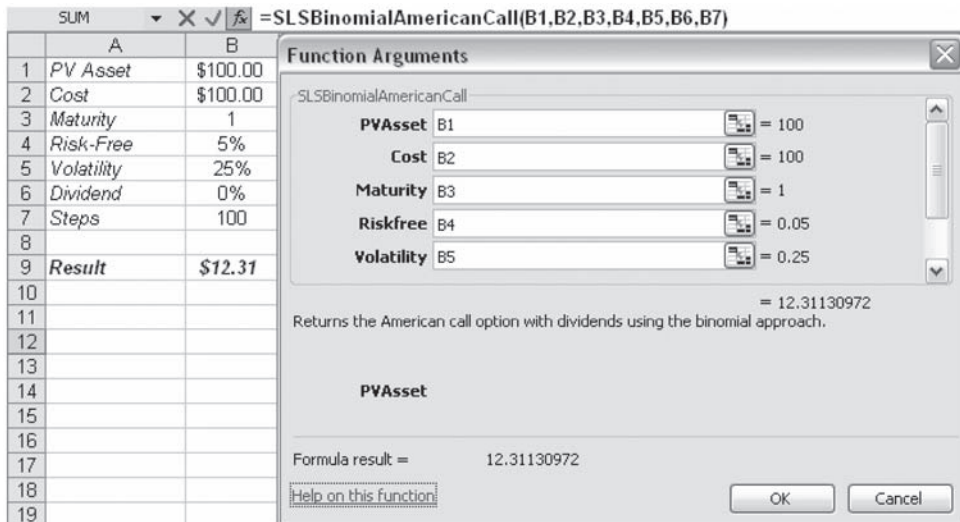 SUM =SLSBinomialAmericanCall(B1,B2,B3,B4,B5,B6,B7)
A B
1 PV Asset $100.00
2 Cost $100.00
3 Maturity 1
4 Risk-Free 5%
5 Volatility 25%
6 Dividend 0%
7 Steps 100
8
9 Result $12.31
10
11
12
13
14
15
16
17
18
19
Function Arguments
SLSBinomialAmericanCall
PVAsset B1 = 100
Cost B2 = 100
Maturity B3 = 1
Riskfree B4 = 0.05
Volatility B5 = 0.25
= 12.31130972
Returns the American call option with dividends using the binomial approach.
PVAsset
Formula result = 12.31130972
Help on this function OK Cancel